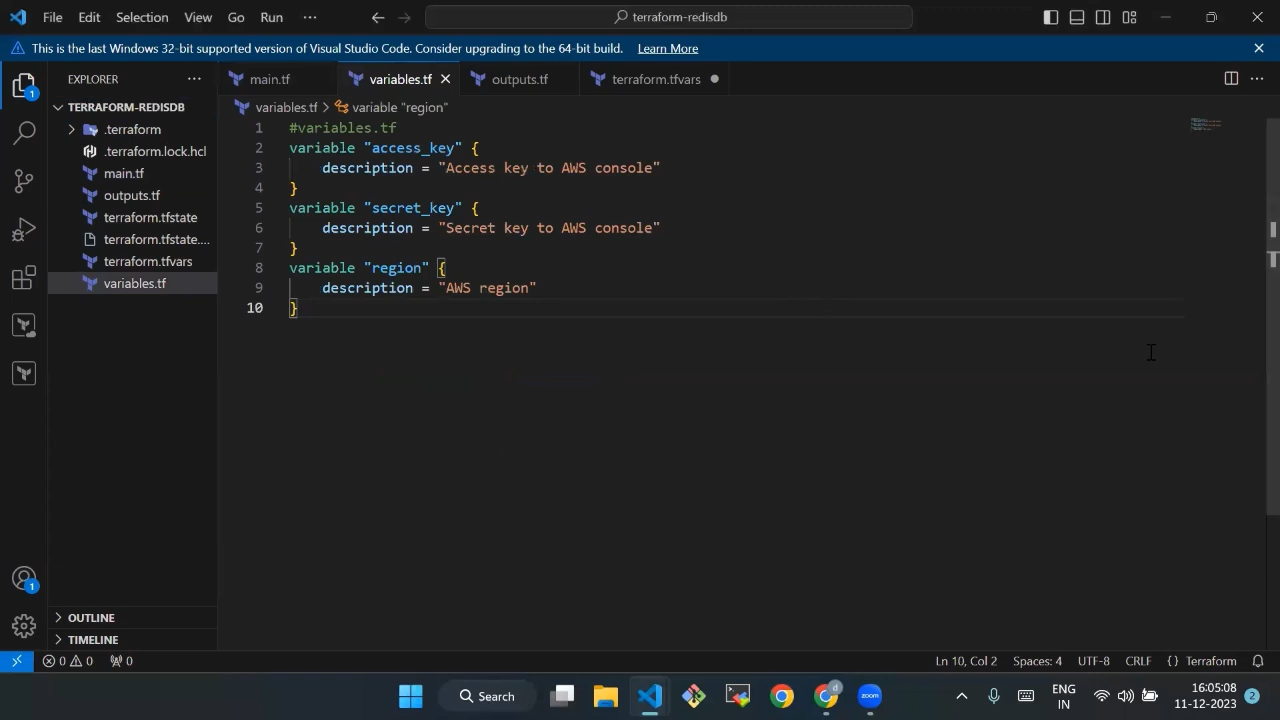 File Edit Selection View Go Run ··· terraform-redisdb
This is the last Windows 32-bit supported version of Visual Studio Code. Consider upgrading to the 64-bit build. Learn More
EXPLORER ··· main.tf variables.tf outputs.tf terraform.tfvars
TERRAFORM-REDISDB
.terraform
.terraform.lock.hcl
main.tf
outputs.tf
terraform.tfstate
terraform.tfstate....
terraform.tfvars
variables.tf
OUTLINE
TIMELINE
1
1
variables.tf > variable "region"
1 #variables.tf
2 variable "access_key" {
3 description = "Access key to AWS console"
4 }
5 variable "secret_key" {
6 description = "Secret key to AWS console"
7 }
8 variable "region" {
9 description = "AWS region"
10 }
0 0 0 Ln 10, Col 2 Spaces: 4 UTF-8 CRLF {} Terraform
Search
d
zoom
ENG
IN
16:05:08
11-12-2023
2